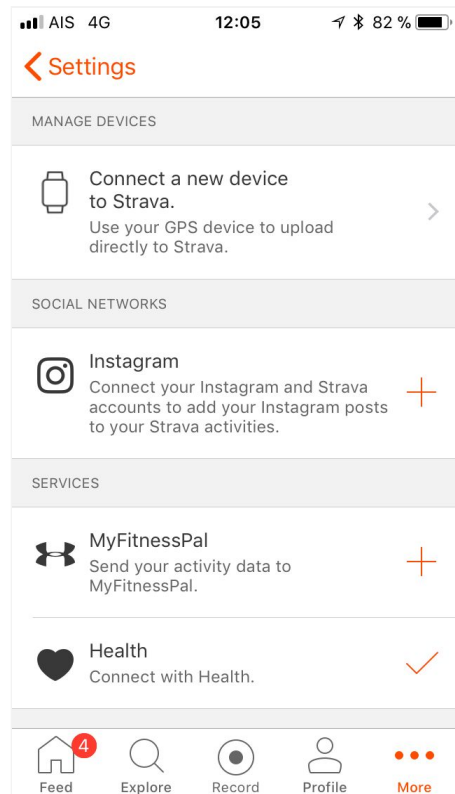 AIS 4G 12:05 82 %
Settings
MANAGE DEVICES
Connect a new device
to Strava.
Use your GPS device to upload
directly to Strava.
SOCIAL NETWORKS
Instagram
Connect your Instagram and Strava
accounts to add your Instagram posts
to your Strava activities.
SERVICES
MyFitnessPal
Send your activity data to
MyFitnessPal.
Health
Connect with Health.
4
Feed Explore Record Profile More